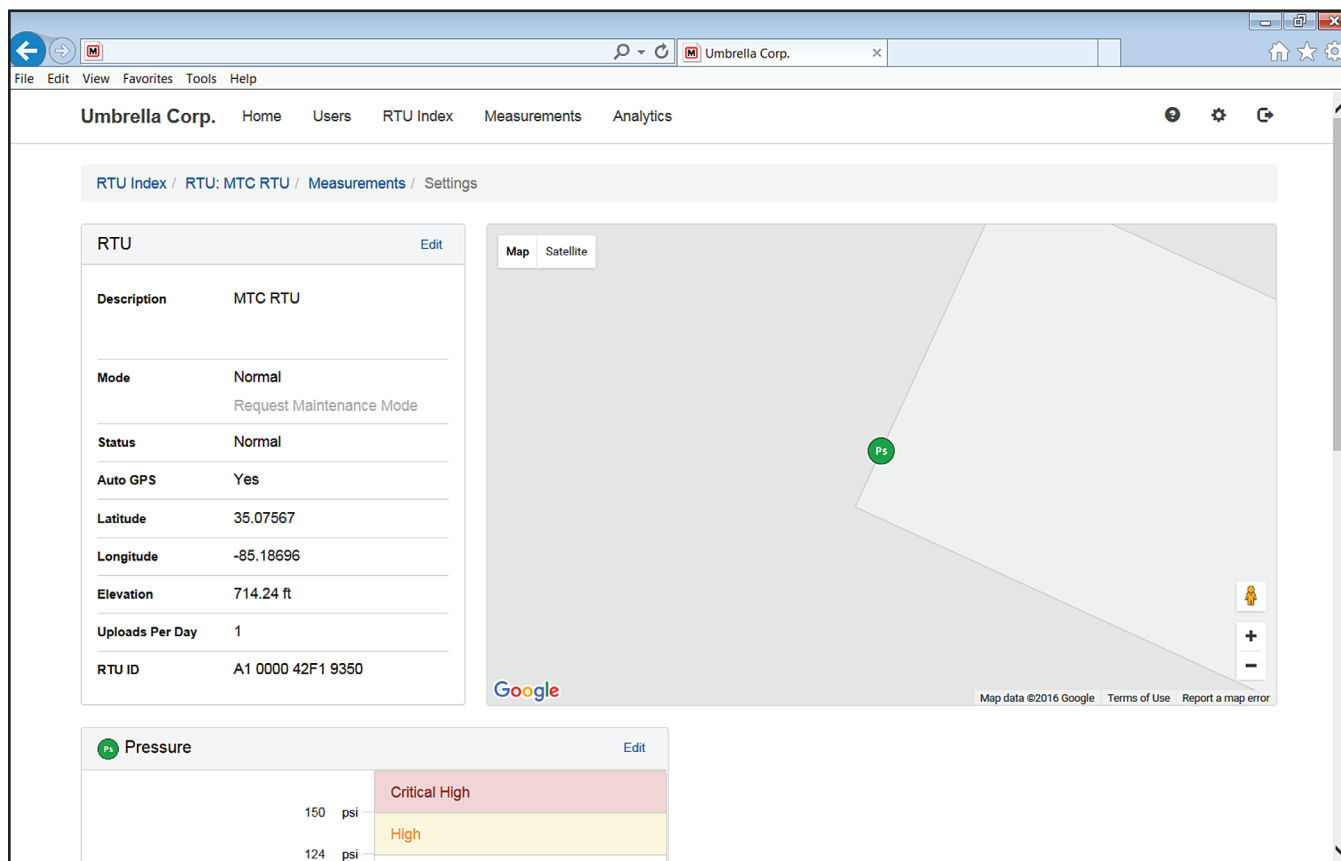 Umbrella Corp.
File Edit View Favorites Tools Help
Umbrella Corp. Home Users RTU Index Measurements Analytics
RTU Index / RTU: MTC RTU / Measurements / Settings
RTU Edit
Description MTC RTU
Mode Normal
Request Maintenance Mode
Status Normal
Auto GPS Yes
Latitude 35.07567
Longitude -85.18696
Elevation 714.24 ft
Uploads Per Day 1
RTU ID A1 0000 42F1 9350
Map Satellite
Ps
Google
Map data ©2016 Google Terms of Use Report a map error
Ps Pressure Edit
Critical High
150 psi
High
124 psi